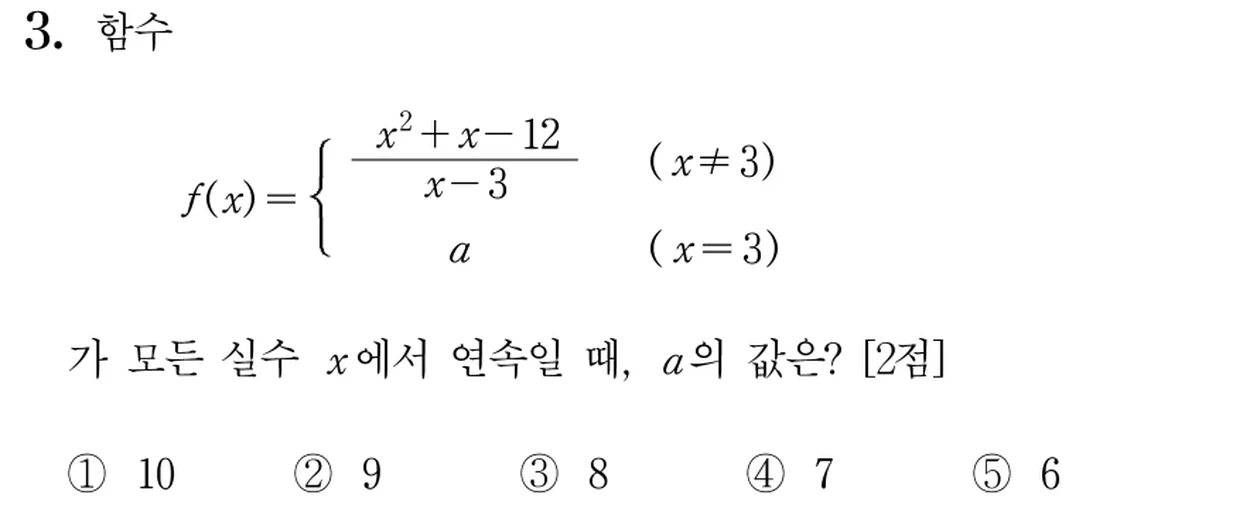 3. 함수
f(x) = { (x² + x - 12)/(x - 3) (x ≠ 3)
a (x = 3)
가 모든 실수 x에서 연속일 때, a의 값은? [2점]
① 10 ② 9 ③ 8 ④ 7 ⑤ 6